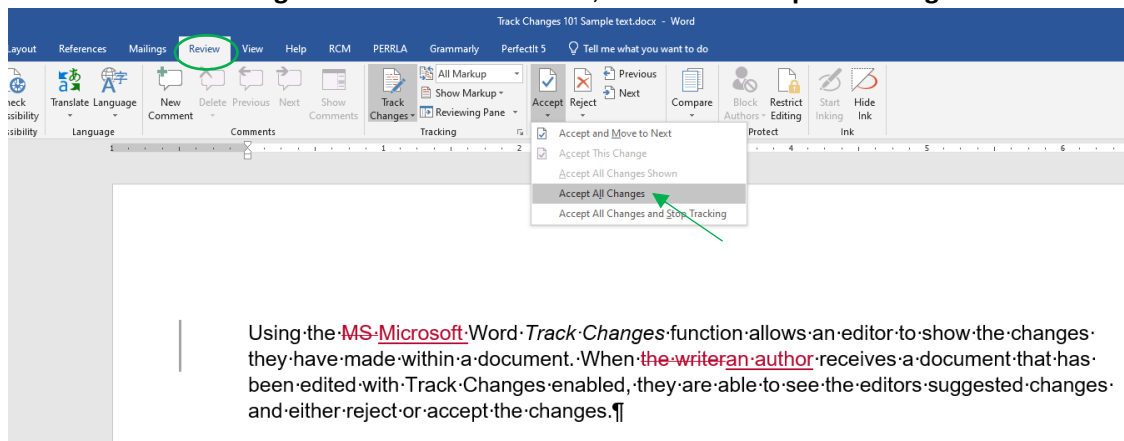 Track Changes 101 Sample text.docx - Word
Layout References Mailings Review View Help RCM PERRLA Grammarly PerfectIt 5 Tell me what you want to do
Translate Language New Comment Delete Previous Next Show Comments Track Changes All Markup Show Markup Reviewing Pane Accept Reject Previous Next Compare Block Authors Restrict Editing Start Inking Hide Ink
Language Comments Tracking Protect Ink
1 1 2 4 5 6
Accept and Move to Next
Accept This Change
Accept All Changes Shown
Accept All Changes
Accept All Changes and Stop Tracking
Using·the·MS·Microsoft·Word·Track·Changes·function·allows·an·editor·to·show·the·changes·
they·have·made·within·a·document.·When·the·writeran·author·receives·a·document·that·has·
been·edited·with·Track·Changes·enabled,·they·are·able·to·see·the·editors·suggested·changes·
and·either·reject·or·accept·the·changes.¶